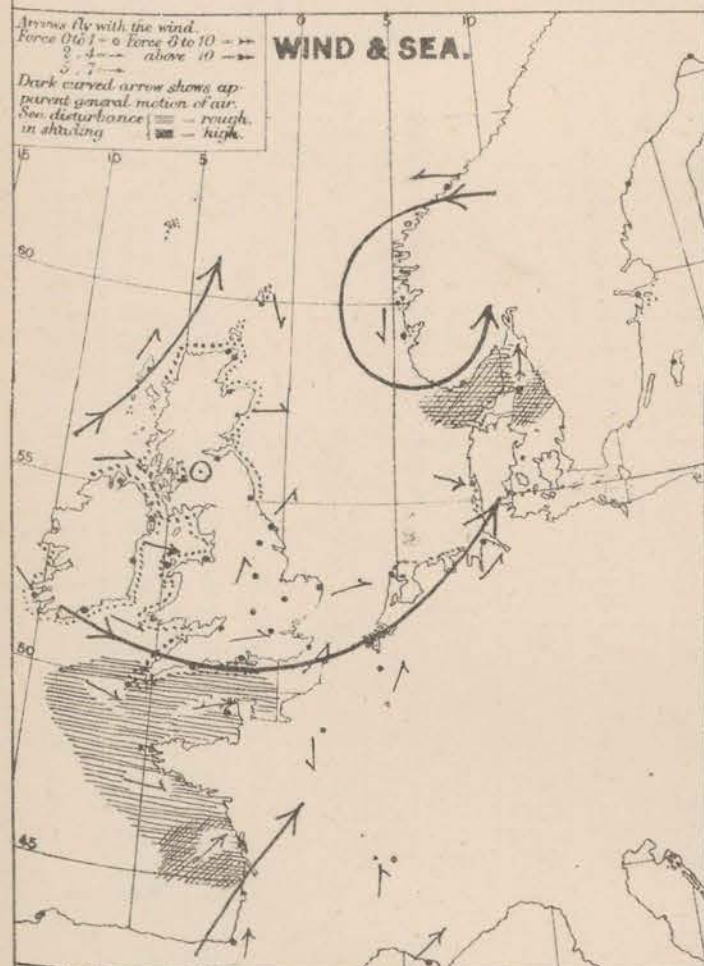 WIND & SEA.
Arrows fly with the wind.
Force 0 to 1 = o Force 8 to 10
2 . 4 above 10
5 . 7
Dark curved arrow shows ap-
parent general motion of air.
Sea disturbance = rough.
in shading = high.
15 10 5 0 5 10
60
55
50
45